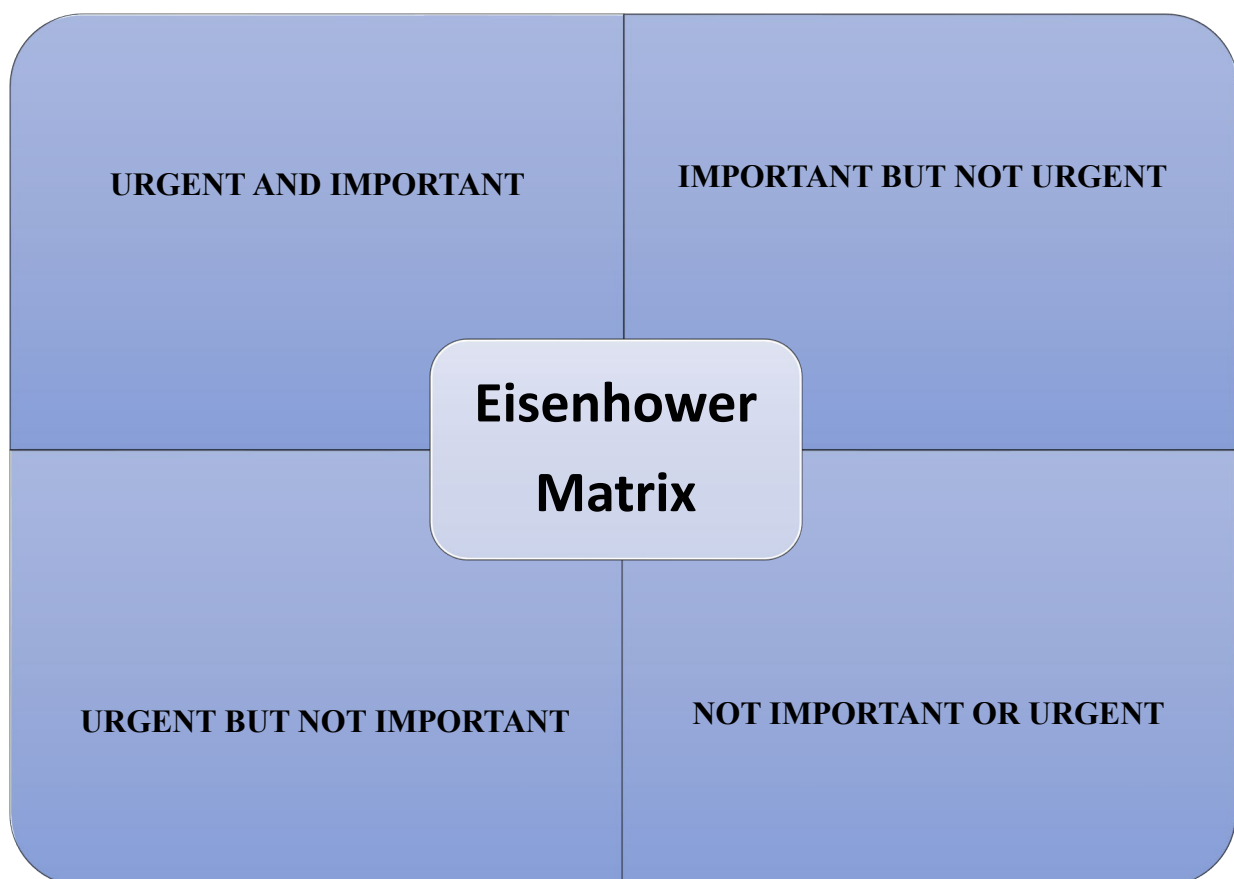 URGENT AND IMPORTANT
IMPORTANT BUT NOT URGENT
Eisenhower
Matrix
URGENT BUT NOT IMPORTANT
NOT IMPORTANT OR URGENT